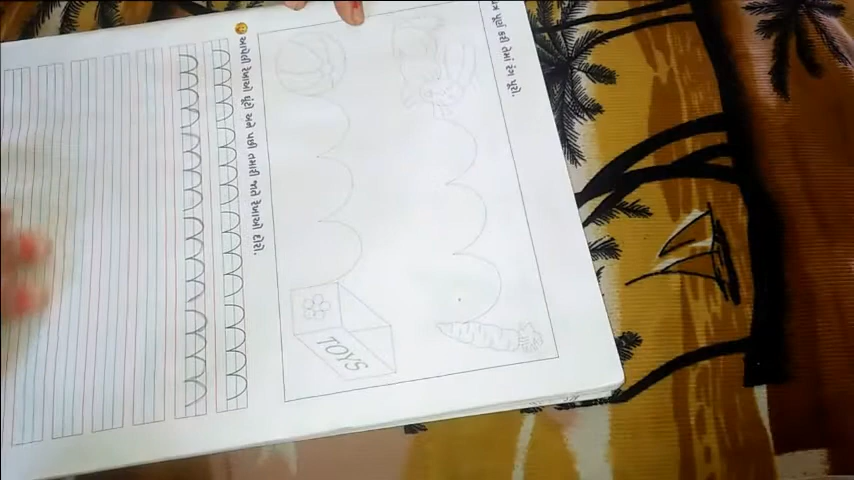 પૂર્ણ કરી તેમાં રંગ પૂરો.
TOYS
આપેલી રેખાઓ ઘૂંટો અને પછી તમારી જાતે રેખાઓ દોરો.